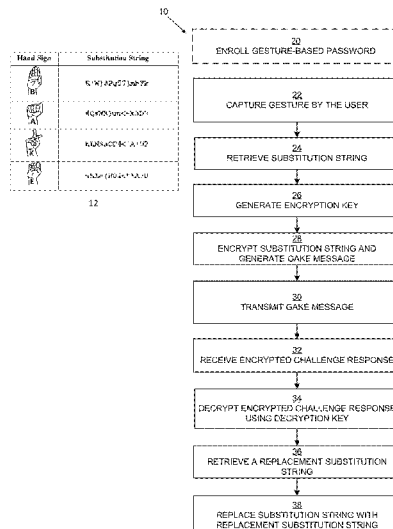 10
20
ENROLL GESTURE-BASED PASSWORD
Hand Sign Substitution String
B
A
E
12
22
CAPTURE GESTURE BY THE USER
24
RETRIEVE SUBSTITUTION STRING
26
GENERATE ENCRYPTION KEY
28
ENCRYPT SUBSTITUTION STRING AND
GENERATE GAKE MESSAGE
30
TRANSMIT GAKE MESSAGE
32
RECEIVE ENCRYPTED CHALLENGE RESPONSE
34
DECRYPT ENCRYPTED CHALLENGE RESPONSE
USING DECRYPTION KEY
36
RETRIEVE A REPLACEMENT SUBSTITUTION
STRING
38
REPLACE SUBSTITUTION STRING WITH
REPLACEMENT SUBSTITUTION STRING